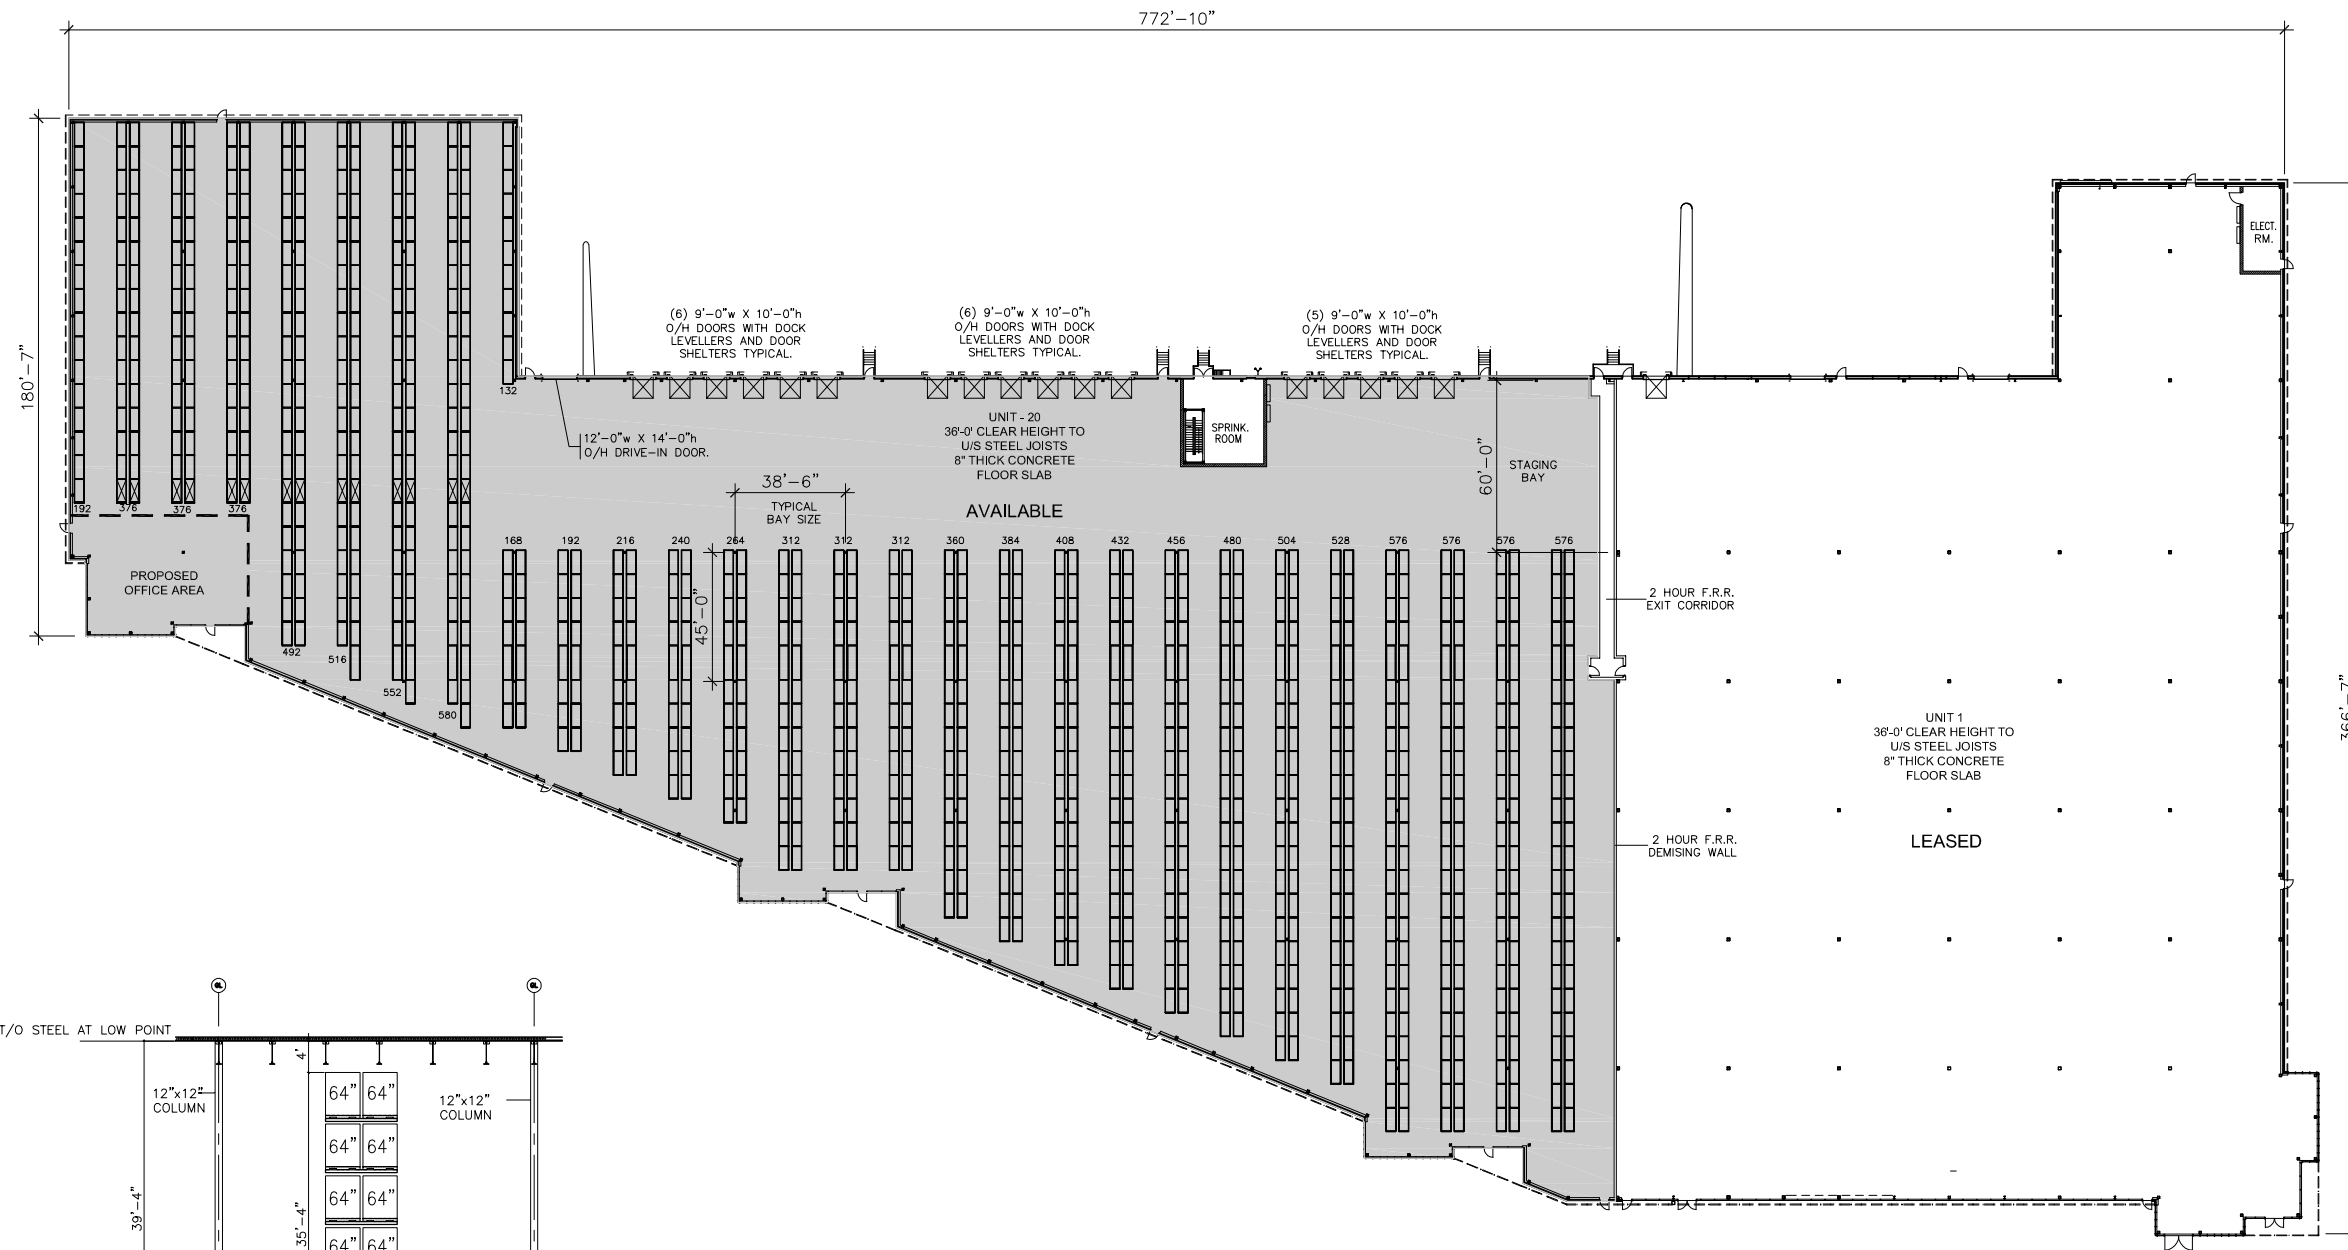 772'-10"
180'-7"
(6) 9'-0"w X 10'-0"h
O/H DOORS WITH DOCK
LEVELLERS AND DOOR
SHELTERS TYPICAL.
(6) 9'-0"w X 10'-0"h
O/H DOORS WITH DOCK
LEVELLERS AND DOOR
SHELTERS TYPICAL.
(5) 9'-0"w X 10'-0"h
O/H DOORS WITH DOCK
LEVELLERS AND DOOR
SHELTERS TYPICAL.
ELECT.
RM.
132
12'-0"w X 14'-0"h
O/H DRIVE-IN DOOR.
UNIT - 20
36'-0' CLEAR HEIGHT TO
U/S STEEL JOISTS
8" THICK CONCRETE
FLOOR SLAB
AVAILABLE
SPRINK.
ROOM
60'-0"
STAGING
BAY
38'-6"
TYPICAL
BAY SIZE
192 376 376 376
168 192 216 240 264 312 312 312 360 384 408 432 456 480 504 528 576 576 576 576
PROPOSED
OFFICE AREA
45'-0"
2 HOUR F.R.R.
EXIT CORRIDOR
492
516
552
580
UNIT 1
36'-0' CLEAR HEIGHT TO
U/S STEEL JOISTS
8" THICK CONCRETE
FLOOR SLAB
LEASED
2 HOUR F.R.R.
DEMISING WALL
366'-7"
GL GL
T/O STEEL AT LOW POINT
4'
12"x12"
COLUMN
12"x12"
COLUMN
64" 64"
64" 64"
64" 64"
64" 64"
39'-4"
35'-4"